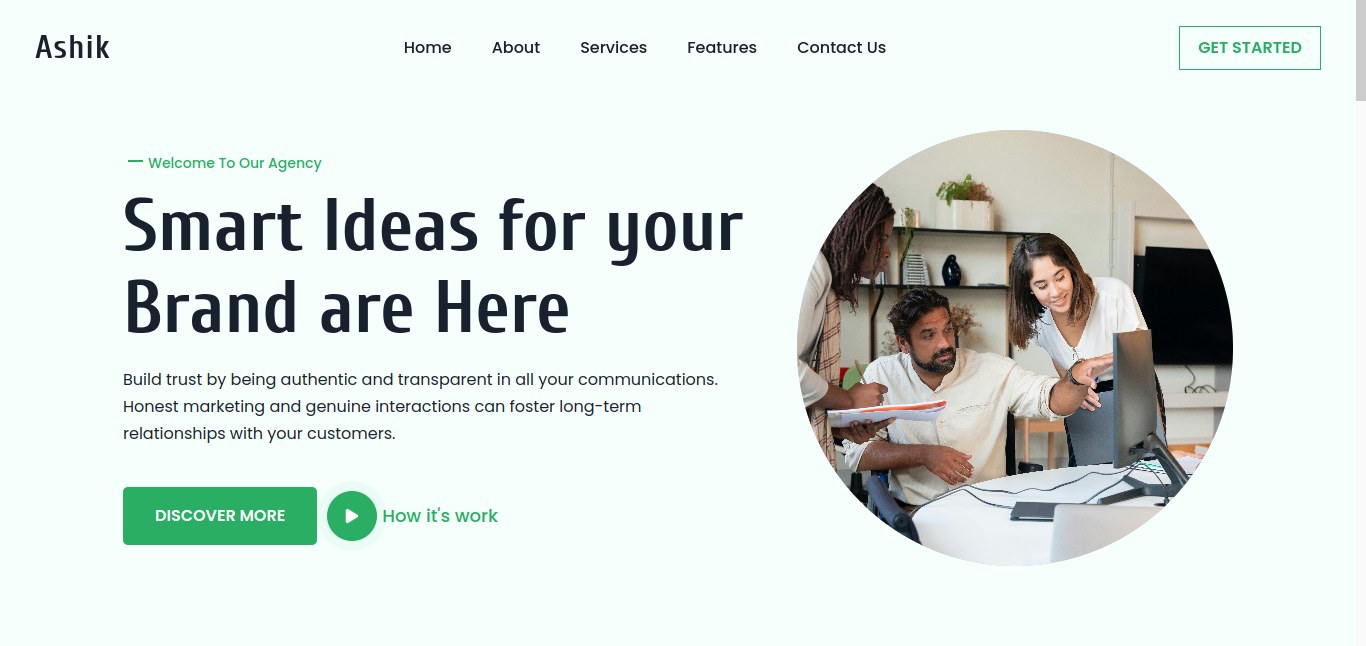 Ashik
Home
About
Services
Features
Contact Us
GET STARTED
Welcome To Our Agency
Smart Ideas for your
Brand are Here
Build trust by being authentic and transparent in all your communications.
Honest marketing and genuine interactions can foster long-term
relationships with your customers.
DISCOVER MORE
How it's work